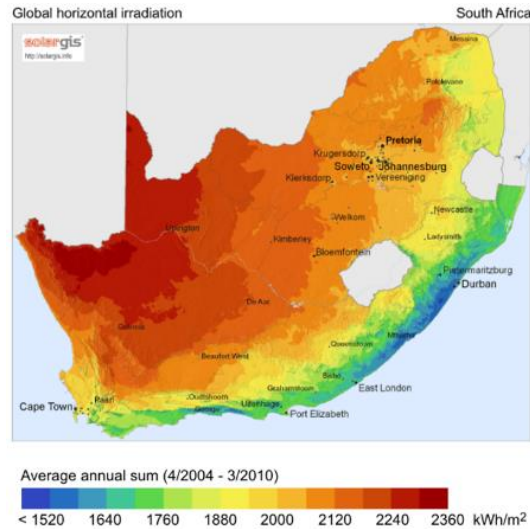 Global horizontal irradiation
South Africa
solargis
http://solargis.info
Messina
Polokwane
Pretoria
Krugersdorp
Soweto
Johannesburg
Klerksdorp
Vereeniging
Newcastle
Welkom
Upington
Ladysmith
Kimberley
Bloemfontein
Pietermaritzburg
Durban
De Aar
Calvinia
Mthatha
Queenstown
Beaufort West
Bisho
East London
Grahamstown
Cape Town
Paarl
Oudtshoorn
George
Uitenhage
Port Elizabeth
Average annual sum (4/2004 - 3/2010)
< 1520 1640 1760 1880 2000 2120 2240 2360 kWh/m²